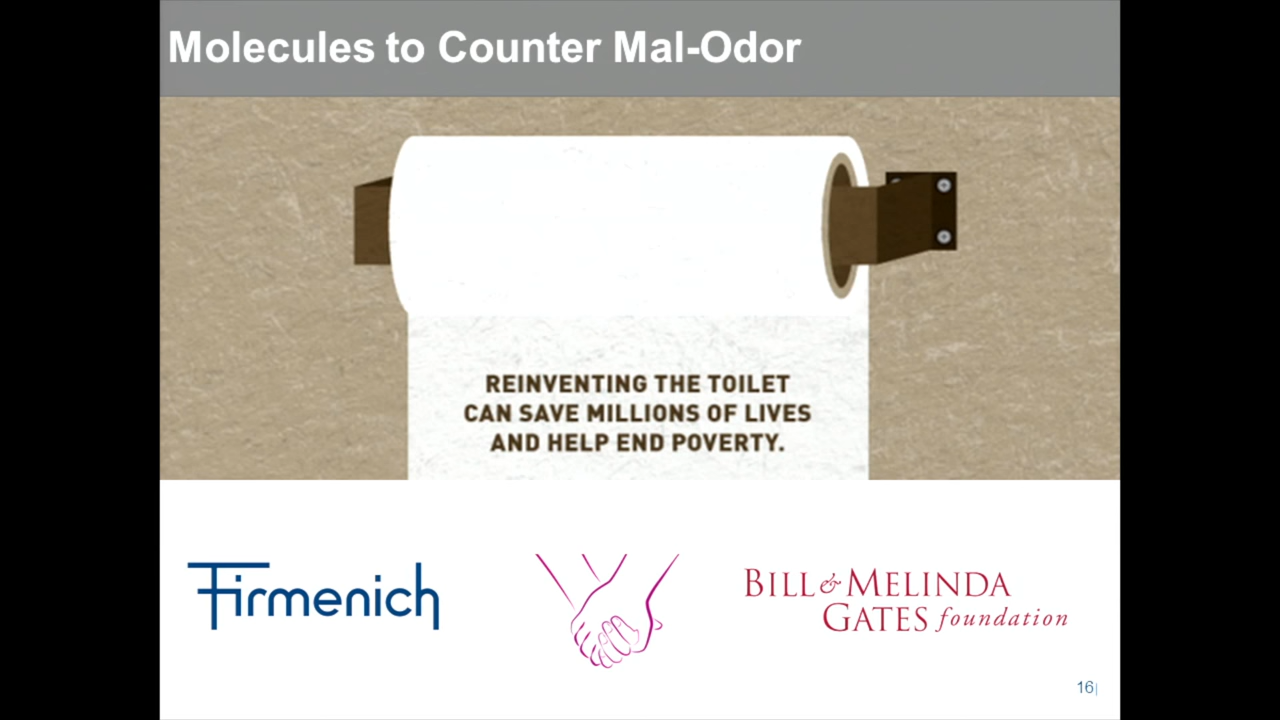 Molecules to Counter Mal-Odor
REINVENTING THE TOILET
CAN SAVE MILLIONS OF LIVES
AND HELP END POVERTY.
Firmenich
BILL & MELINDA
GATES foundation
16|